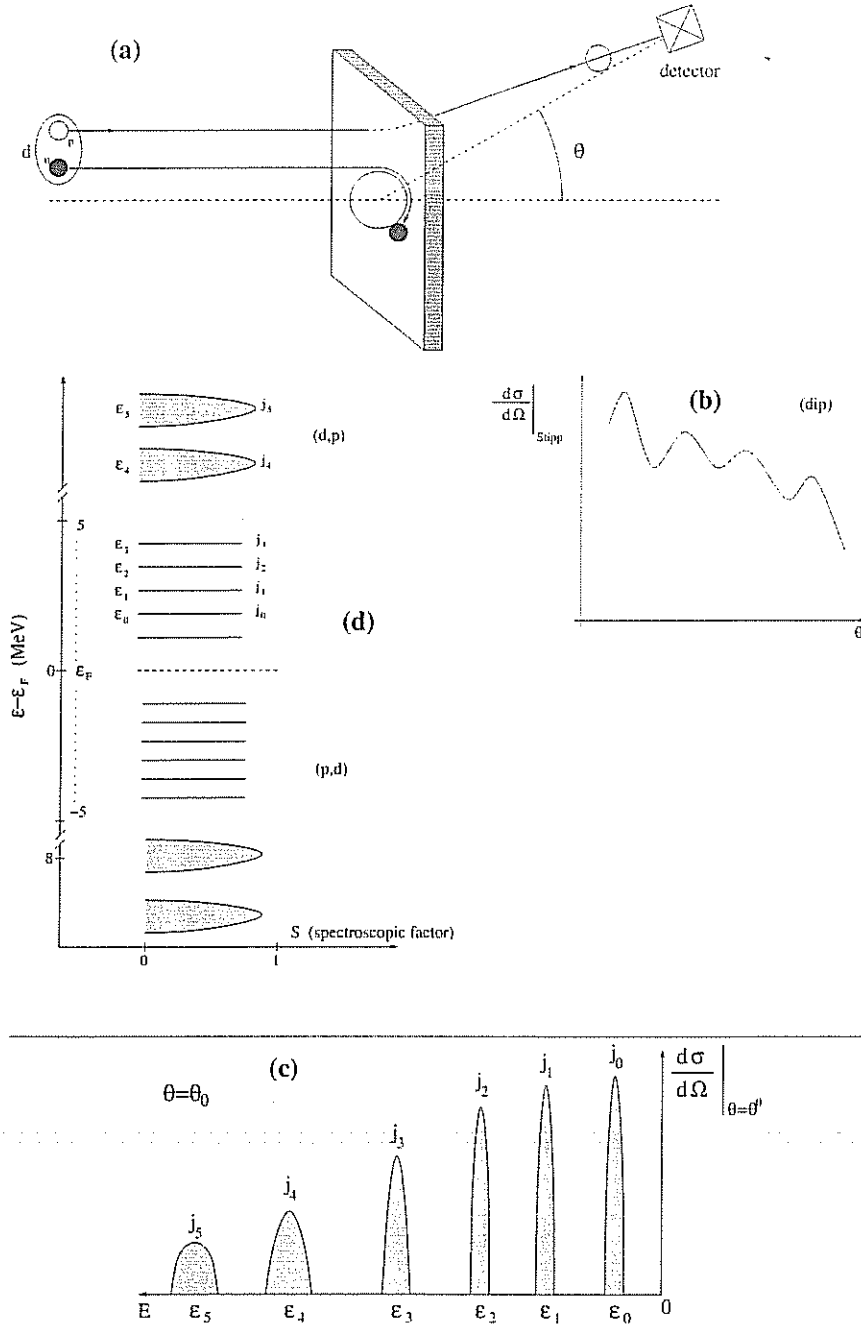 (a)
detector
d
p
n
θ
(b)
dσ
dΩ
Stipp
(dip)
θ
ε₅ j₅
(d,p)
ε₄ j₄
5
ε₃ j₃
ε₂ j₂
ε₁ j₁
ε₀ j₀
(d)
ε–ε_F (MeV)
0 ε_F
(p,d)
–5
8
S (spectroscopic factor)
0 1
(c)
θ=θ₀
dσ
dΩ
θ=θ⁰
j₅ j₄ j₃ j₂ j₁ j₀
E ε₅ ε₄ ε₃ ε₂ ε₁ ε₀ 0